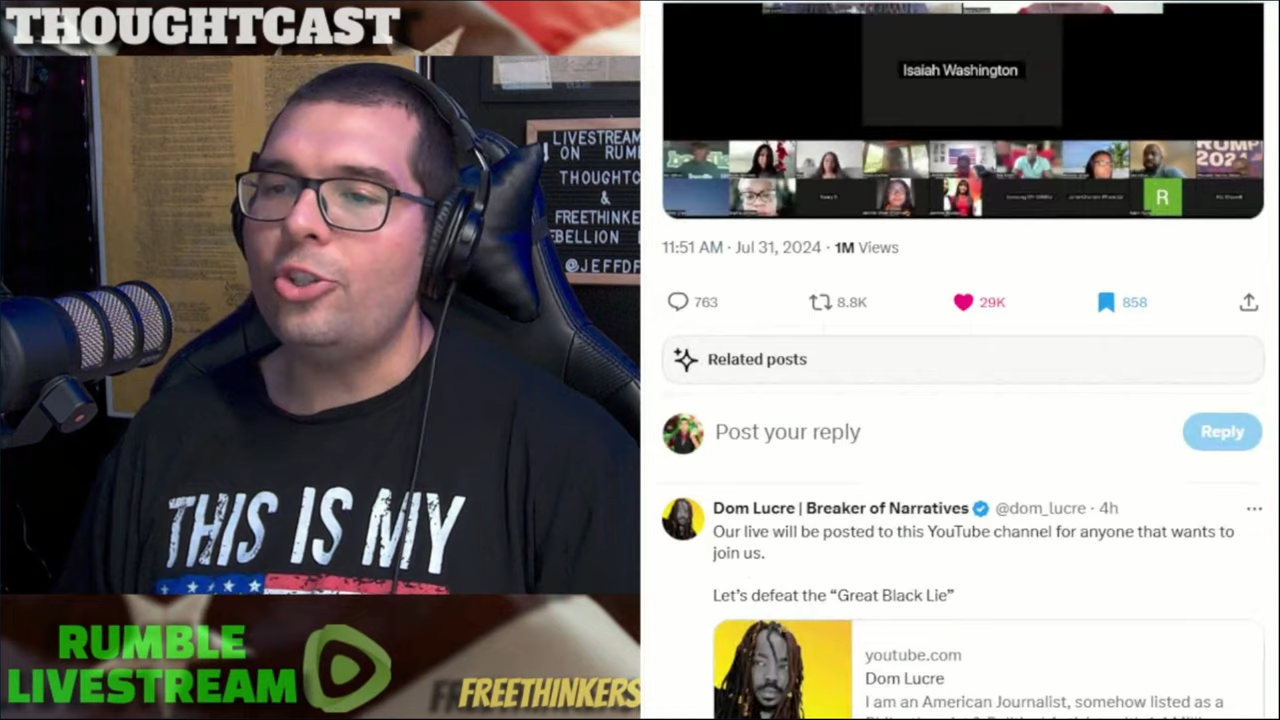 THOUGHTCAST
LIVESTREAM
ON RUM
THOUGHTC
&
FREETHINKE
EBELLION
@JEFFDF
THIS IS MY
RUMBLE
LIVESTREAM
FREETHINKERS
Isaiah Washington
RUMP
202
R
11:51 AM · Jul 31, 2024 · 1M Views
763
8.8K
29K
858
Related posts
Post your reply
Reply
Dom Lucre | Breaker of Narratives @dom_lucre · 4h
Our live will be posted to this YouTube channel for anyone that wants to
join us.
Let's defeat the “Great Black Lie”
youtube.com
Dom Lucre
I am an American Journalist, somehow listed as a